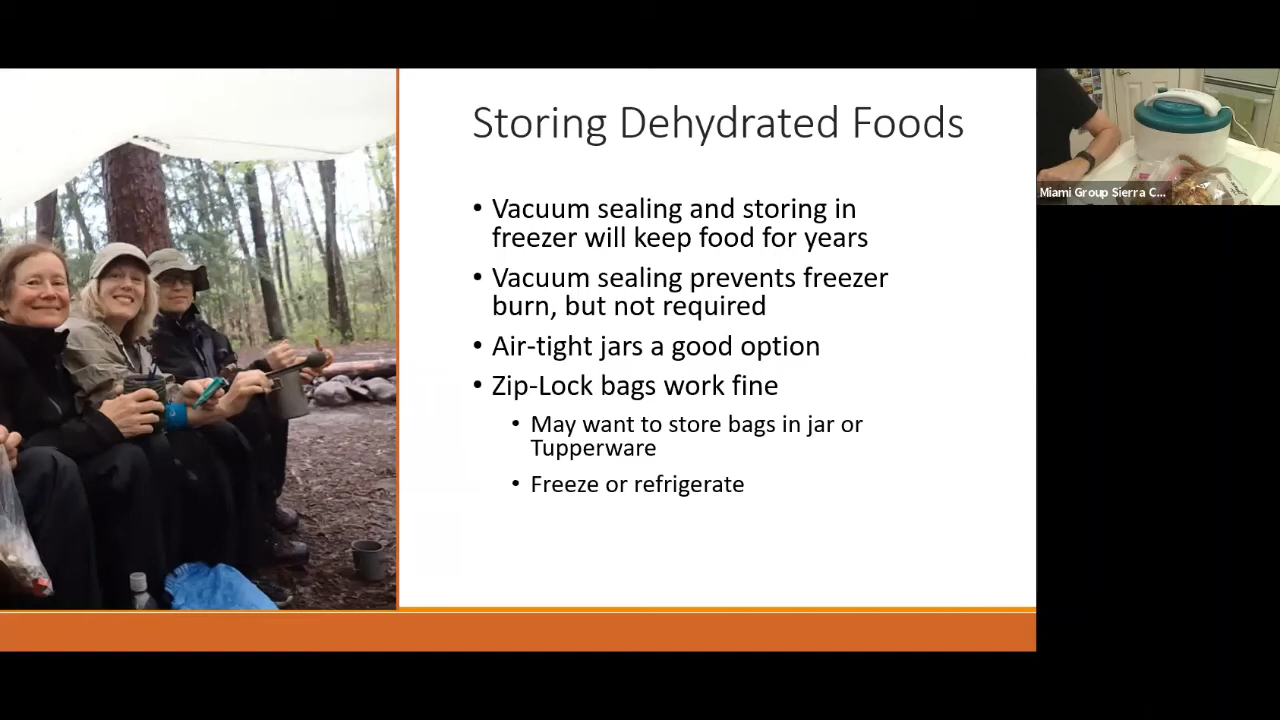 Storing Dehydrated Foods
• Vacuum sealing and storing in
freezer will keep food for years
• Vacuum sealing prevents freezer
burn, but not required
• Air-tight jars a good option
• Zip-Lock bags work fine
• May want to store bags in jar or
Tupperware
• Freeze or refrigerate
Miami Group Sierra C...